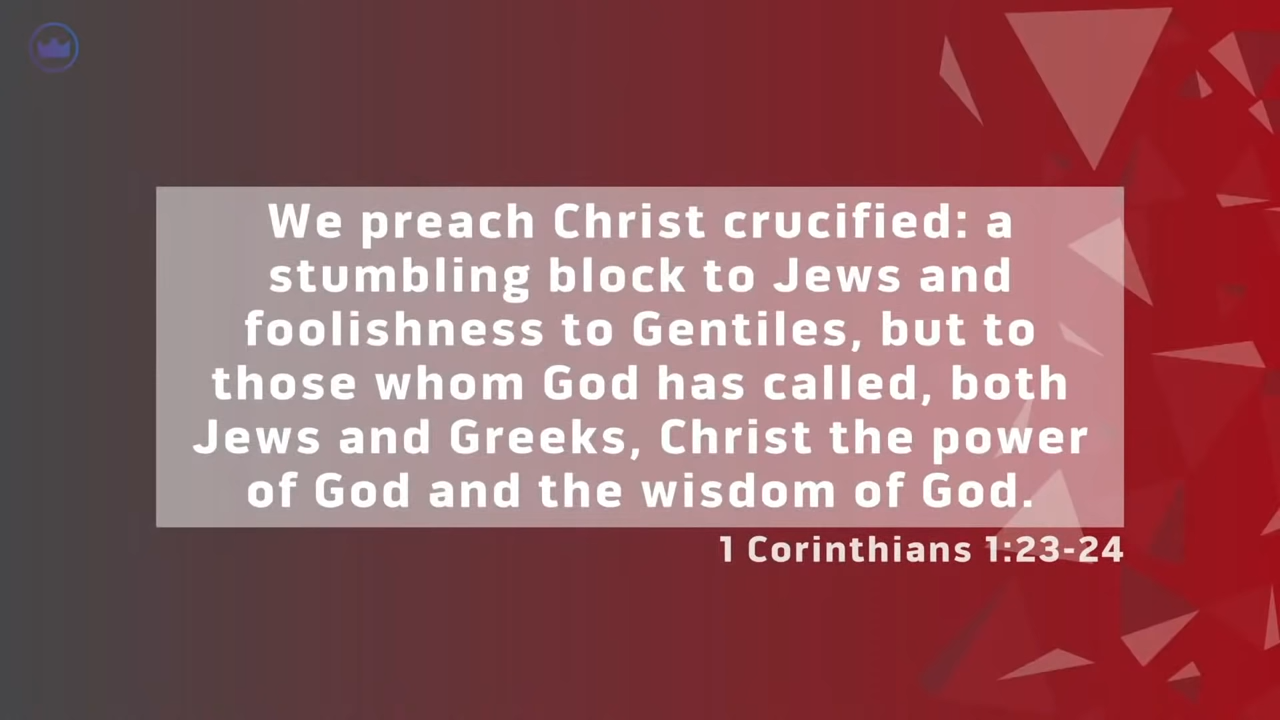 We preach Christ crucified: a
stumbling block to Jews and
foolishness to Gentiles, but to
those whom God has called, both
Jews and Greeks, Christ the power
of God and the wisdom of God.
1 Corinthians 1:23-24